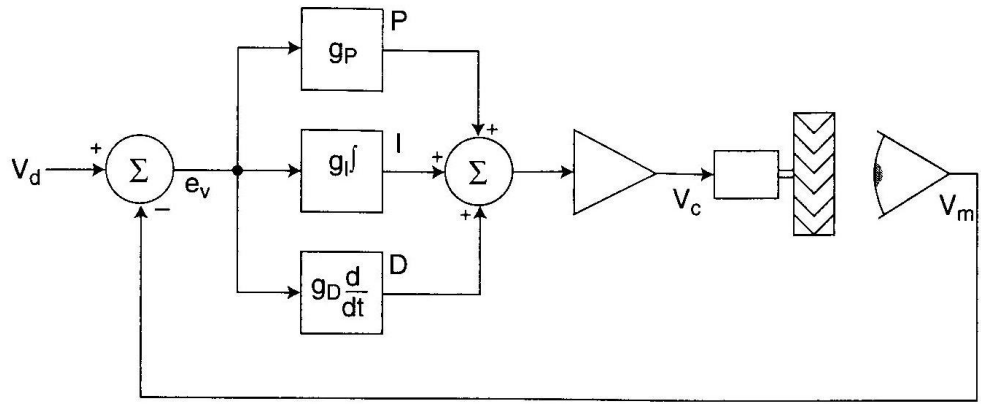 P
g_P
+
+
V_d
Σ
e_v
−
g_I∫
I
+
Σ
+
V_c
V_m
D
g_D d/dt